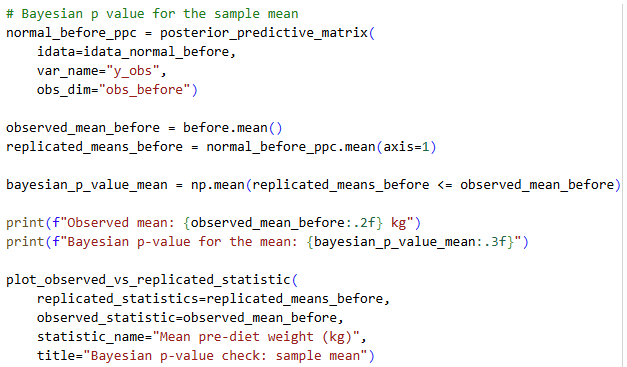 # Bayesian p value for the sample mean
normal_before_ppc = posterior_predictive_matrix(
    idata=idata_normal_before,
    var_name="y_obs",
    obs_dim="obs_before")

observed_mean_before = before.mean()
replicated_means_before = normal_before_ppc.mean(axis=1)

bayesian_p_value_mean = np.mean(replicated_means_before <= observed_mean_before)

print(f"Observed mean: {observed_mean_before:.2f} kg")
print(f"Bayesian p-value for the mean: {bayesian_p_value_mean:.3f}")

plot_observed_vs_replicated_statistic(
    replicated_statistics=replicated_means_before,
    observed_statistic=observed_mean_before,
    statistic_name="Mean pre-diet weight (kg)",
    title="Bayesian p-value check: sample mean")